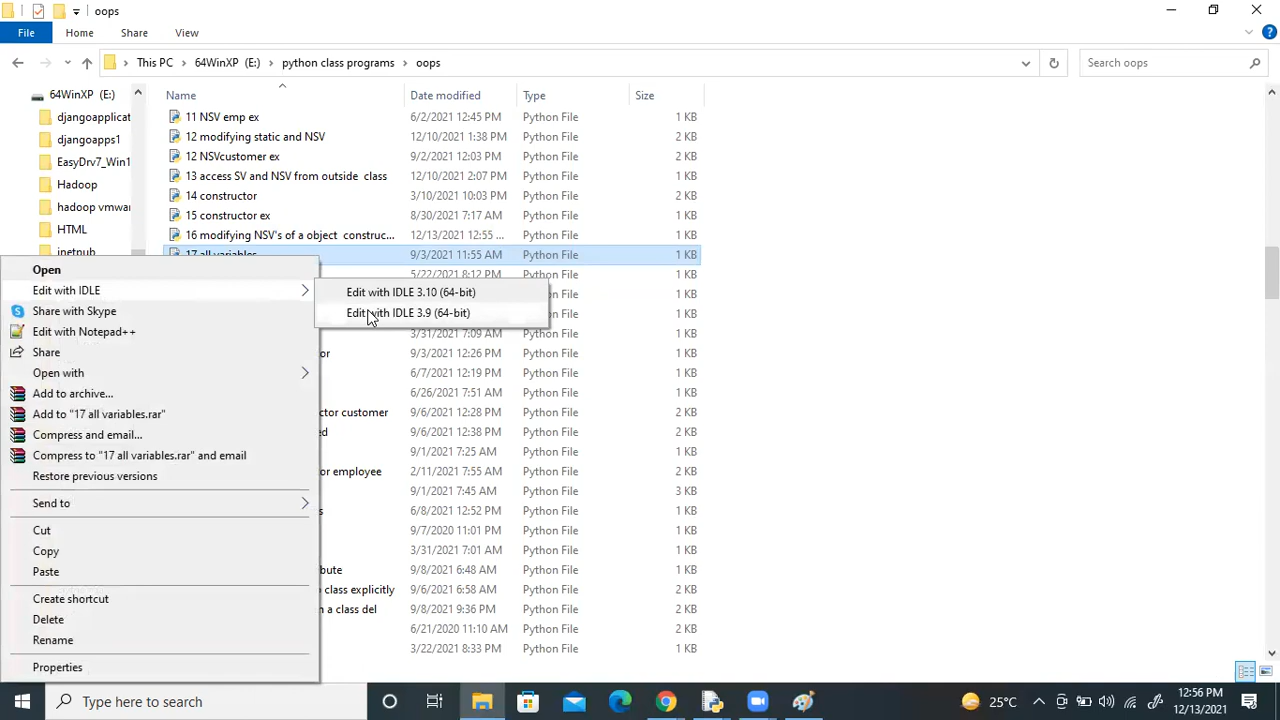 oops
File Home Share View
This PC 64WinXP (E:) python class programs oops Search oops
64WinXP (E:)
djangoapplicat
djangoapps1
EasyDrv7_Win1
Hadoop
hadoop vmwar
HTML
inetpub
Name Date modified Type Size
11 NSV emp ex 6/2/2021 12:45 PM Python File 1 KB
12 modifying static and NSV 12/10/2021 1:38 PM Python File 2 KB
12 NSVcustomer ex 9/2/2021 12:03 PM Python File 2 KB
13 access SV and NSV from outside class 12/10/2021 2:07 PM Python File 1 KB
14 constructor 3/10/2021 10:03 PM Python File 2 KB
15 constructor ex 8/30/2021 7:17 AM Python File 1 KB
16 modifying NSV's of a object construc... 12/13/2021 12:55 ... Python File 1 KB
17 all variables 9/3/2021 11:55 AM Python File 1 KB
5/22/2021 8:12 PM Python File 1 KB
1 KB
1 KB
3/31/2021 7:09 AM Python File 1 KB
or 9/3/2021 12:26 PM Python File 1 KB
6/7/2021 12:19 PM Python File 1 KB
6/26/2021 7:51 AM Python File 1 KB
ctor customer 9/6/2021 12:28 PM Python File 2 KB
ed 9/6/2021 12:38 PM Python File 2 KB
9/1/2021 7:25 AM Python File 1 KB
or employee 2/11/2021 7:55 AM Python File 2 KB
9/1/2021 7:45 AM Python File 3 KB
s 6/8/2021 12:52 PM Python File 1 KB
9/7/2020 11:01 PM Python File 1 KB
3/31/2021 7:01 AM Python File 1 KB
bute 9/8/2021 6:48 AM Python File 1 KB
class explicitly 9/6/2021 6:58 AM Python File 1 KB
n a class del 9/8/2021 9:36 PM Python File 1 KB
6/21/2020 11:10 AM Python File 1 KB
3/22/2021 8:33 PM Python File 1 KB
Open
Edit with IDLE
Share with Skype
Edit with Notepad++
Share
Open with
Add to archive...
Add to "17 all variables.rar"
Compress and email...
Compress to "17 all variables.rar" and email
Restore previous versions
Send to
Cut
Copy
Paste
Create shortcut
Delete
Rename
Properties
Edit with IDLE 3.10 (64-bit)
Edit with IDLE 3.9 (64-bit)
Type here to search
25°C
12:56 PM
12/13/2021